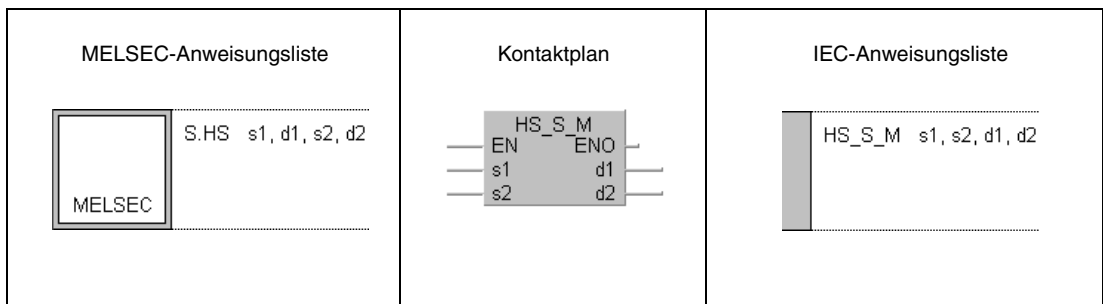 MELSEC-Anweisungsliste
MELSEC
S.HS s1, d1, s2, d2
Kontaktplan
HS_S_M
EN ENO
s1 d1
s2 d2
IEC-Anweisungsliste
HS_S_M s1, s2, d1, d2